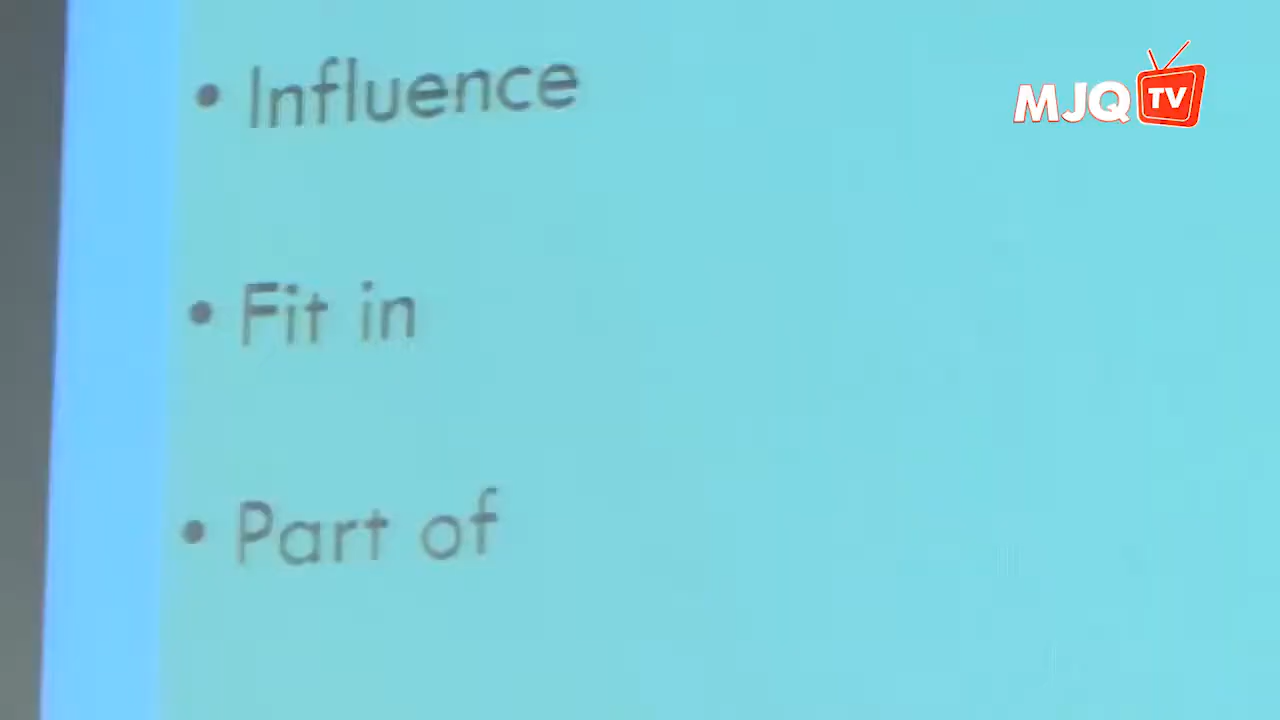 • Influence
MJQ TV
• Fit in
• Part of